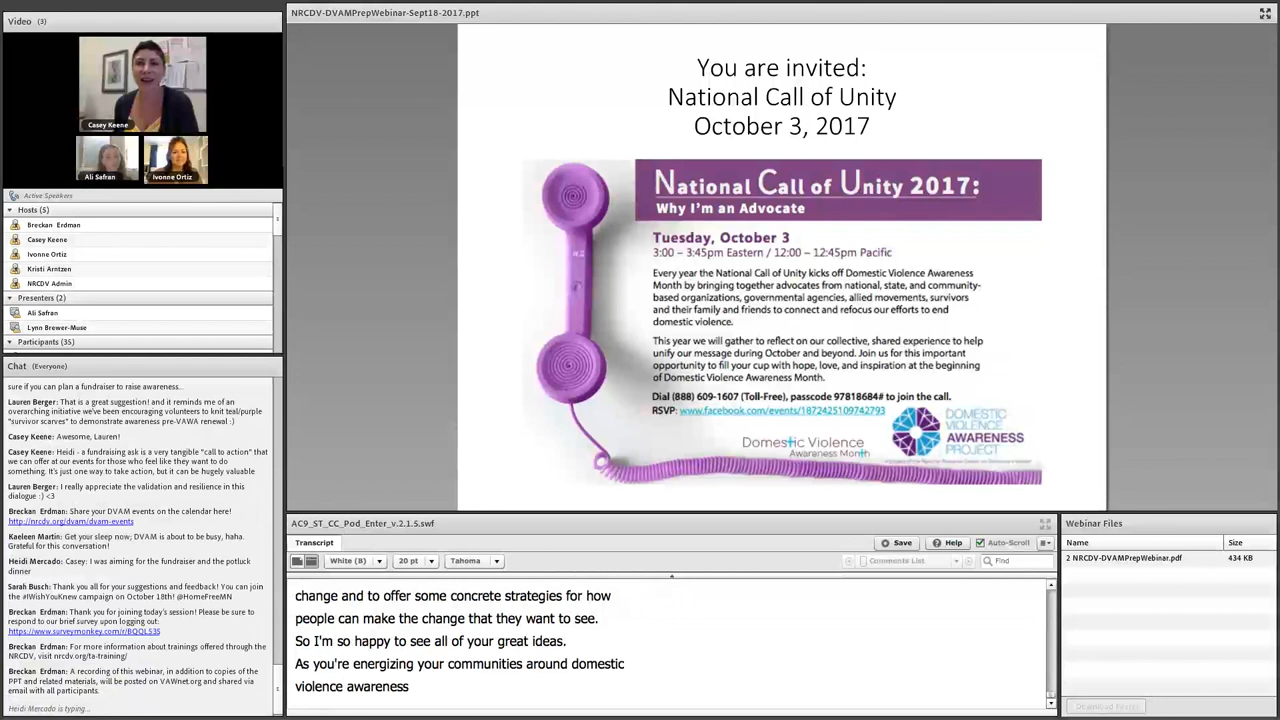 Video (3)
Casey Keene
Ali Safran
Ivonne Ortiz
Active Speakers
Hosts (5)
Breckan Erdman
Casey Keene
Ivonne Ortiz
Kristi Arntzen
NRCDV Admin
Presenters (2)
Ali Safran
Lynn Brewer-Muse
Participants (35)
Chat (Everyone)
sure if you can plan a fundraiser to raise awareness...
Lauren Berger: That is a great suggestion! and it reminds me of an
overarching initiative we've been encouraging volunteers to knit teal/purple
"survivor scarves" to demonstrate awareness pre-VAWA renewal :)
Casey Keene: Awesome, Lauren!
Casey Keene: Heidi - a fundraising ask is a very tangible "call to action" that
we can offer at our events for those who feel like they want to do
something. It's just one way to take action, but it can be hugely valuable
Lauren Berger: I really appreciate the validation and resilience in this
dialogue :) <3
Breckan Erdman: Share your DVAM events on the calendar here!
http://nrcdv.org/dvam/dvam-events
Kaeleen Martin: Get your sleep now; DVAM is about to be busy, haha.
Grateful for this conversation!
Heidi Mercado: Casey: I was aiming for the fundraiser or potluck
dinner
Sarah Busch: Thank you all for your suggestions and feedback! You can join
the #IWishYouKnew campaign on October 18th! @HomeFreeMN
Breckan Erdman: Thank you for joining today's session! Please be sure to
respond to our brief survey upon logging out:
https://www.surveymonkey.com/r/BQQL53S
Breckan Erdman: For more information about trainings offered through the
NRCDV, visit nrcdv.org/ta-training/
Breckan Erdman: A recording of this webinar, in addition to copies of the
PPT and related materials, will be posted on VAWnet.org and shared via
email with all participants.
Heidi Mercado is typing...
NRCDV-DVAMPrepWebinar-Sept18-2017.ppt
You are invited:
National Call of Unity
October 3, 2017
National Call of Unity 2017:
Why I'm an Advocate
Tuesday, October 3
3:00 – 3:45pm Eastern / 12:00 – 12:45pm Pacific
Every year the National Call of Unity kicks off Domestic Violence Awareness
Month by bringing together advocates from national, state, and community-
based organizations, governmental agencies, allied movements, survivors
and their family and friends to connect and refocus our efforts to end
domestic violence.
This year we will gather to reflect on our collective, shared experience to help
unify our message during October and beyond. Join us for this important
opportunity to fill your cup with hope, love, and inspiration at the beginning
of Domestic Violence Awareness Month.
Dial (888) 609-1607 (Toll-Free), passcode 97818684# to join the call.
RSVP: www.facebook.com/events/1872425109742793
Domestic Violence
Awareness Month
DOMESTIC
VIOLENCE
AWARENESS
PROJECT
AC9_ST_CC_Pod_Enter_v.2.1.5.swf
Transcript
Save
Help
Auto-Scroll
White (B)
20 pt
Tahoma
Comments List
Find
change and to offer some concrete strategies for how
people can make the change that they want to see.
So I'm so happy to see all of your great ideas.
As you're energizing your communities around domestic
violence awareness
Webinar Files
Name
Size
2 NRCDV-DVAMPrepWebinar.pdf
434 KB
Download File(s)